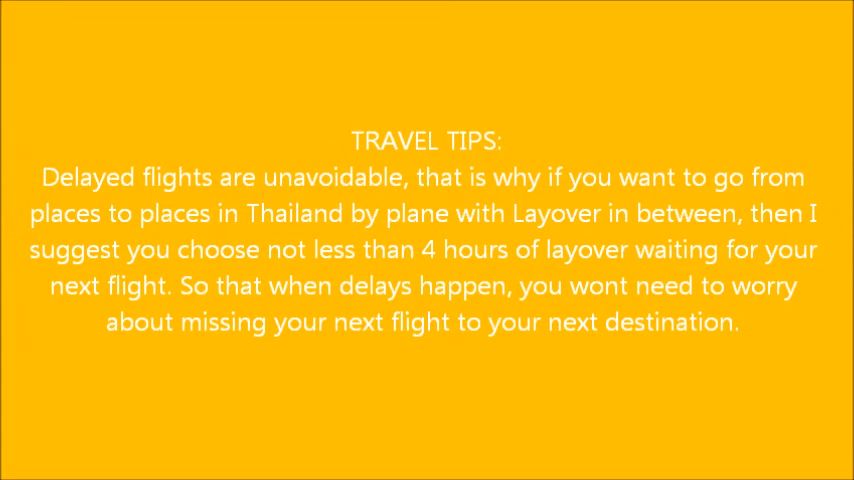 TRAVEL TIPS:
Delayed flights are unavoidable, that is why if you want to go from
places to places in Thailand by plane with Layover in between, then I
suggest you choose not less than 4 hours of layover waiting for your
next flight. So that when delays happen, you wont need to worry
about missing your next flight to your next destination.